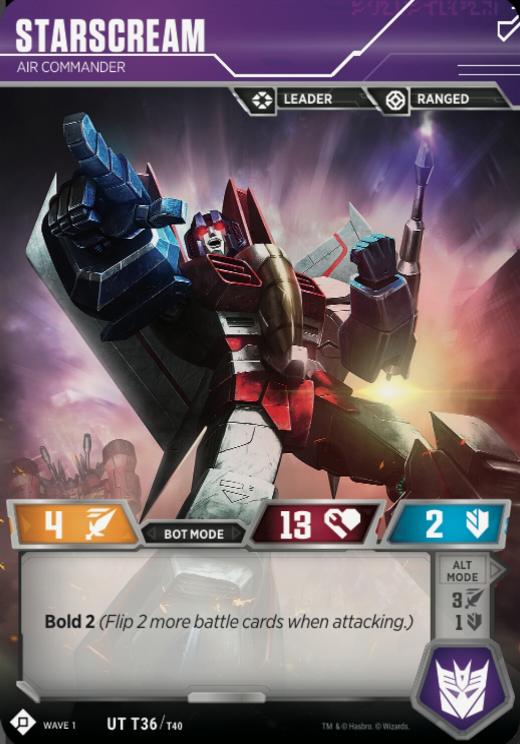 STARSCREAM
AIR COMMANDER
LEADER
RANGED
4
BOT MODE
13
2
ALT
MODE
3
1
Bold 2 (Flip 2 more battle cards when attacking.)
WAVE 1
UT T36/T40
TM & © Hasbro. © Wizards.